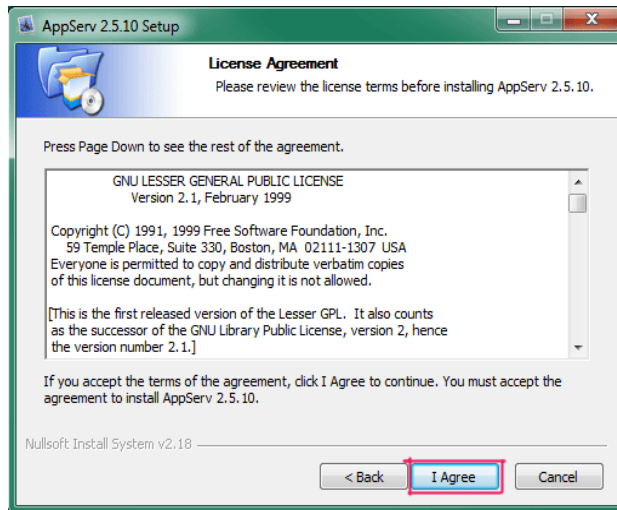 AppServ 2.5.10 Setup
License Agreement
Please review the license terms before installing AppServ 2.5.10.
Press Page Down to see the rest of the agreement.
GNU LESSER GENERAL PUBLIC LICENSE
Version 2.1, February 1999
Copyright (C) 1991, 1999 Free Software Foundation, Inc.
59 Temple Place, Suite 330, Boston, MA 02111-1307 USA
Everyone is permitted to copy and distribute verbatim copies
of this license document, but changing it is not allowed.
[This is the first released version of the Lesser GPL. It also counts
as the successor of the GNU Library Public License, version 2, hence
the version number 2.1.]
If you accept the terms of the agreement, click I Agree to continue. You must accept the
agreement to install AppServ 2.5.10.
Nullsoft Install System v2.18
< Back I Agree Cancel